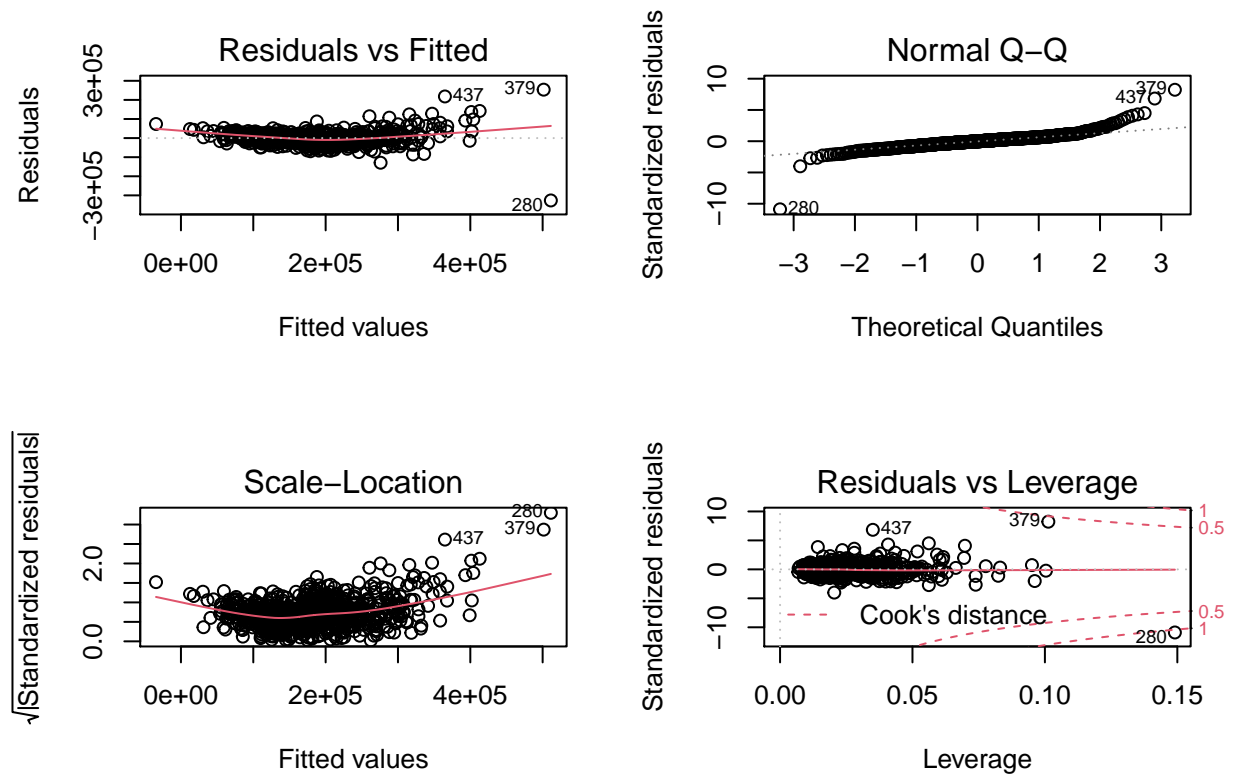 Residuals vs Fitted
Residuals
3e+05
−3e+05
437
379
280
0e+00 2e+05 4e+05
Fitted values
Normal Q−Q
Standardized residuals
10
0
−10
379
437
280
−3 −2 −1 0 1 2 3
Theoretical Quantiles
Scale−Location
√|Standardized residuals|
2.0
0.0
280
379
437
0e+00 2e+05 4e+05
Fitted values
Residuals vs Leverage
Standardized residuals
10
0
−10
437
379
1
0.5
Cook's distance
0.5
1
280
0.00 0.05 0.10 0.15
Leverage